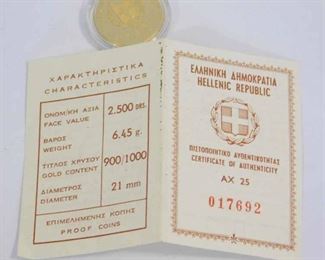 ΧΑΡΑΚΤΗΡΙΣΤΙΚΑ
CHARACTERISTICS
ΟΝΟΜ/ΚΗ ΑΞΙΑ
FACE VALUE
2.500 DRS.
ΒΑΡΟΣ
WEIGHT
6.45 g.
ΤΙΤΛΟΣ ΧΡΥΣΟΥ
GOLD CONTENT
900/1000
ΔΙΑΜΕΤΡΟΣ
DIAMETER
21 mm
ΕΠΙΜΕΛΗΜΕΝΗΣ ΚΟΠΗΣ
PROOF COINS
ΕΛΛΗΝΙΚΗ ΔΗΜΟΚΡΑΤΙΑ
HELLENIC REPUBLIC
ΠΙΣΤΟΠΟΙΗΤΙΚΟ ΑΥΘΕΝΤΙΚΟΤΗΤΑΣ
CERTIFICATE OF AUTHENTICITY
AX 25
017692